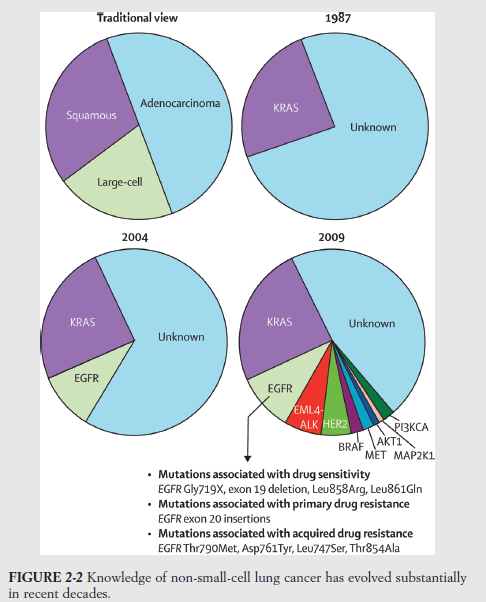 Traditional view
Adenocarcinoma
Squamous
Large-cell
1987
KRAS
Unknown
2004
KRAS
Unknown
EGFR
2009
KRAS
Unknown
EGFR
EML4-
ALK
HER2
BRAF
MET
AKT1
MAP2K1
PI3KCA
• Mutations associated with drug sensitivity
EGFR Gly719X, exon 19 deletion, Leu858Arg, Leu861Gln
• Mutations associated with primary drug resistance
EGFR exon 20 insertions
• Mutations associated with acquired drug resistance
EGFR Thr790Met, Asp761Tyr, Leu747Ser, Thr854Ala
FIGURE 2-2 Knowledge of non-small-cell lung cancer has evolved substantially
in recent decades.